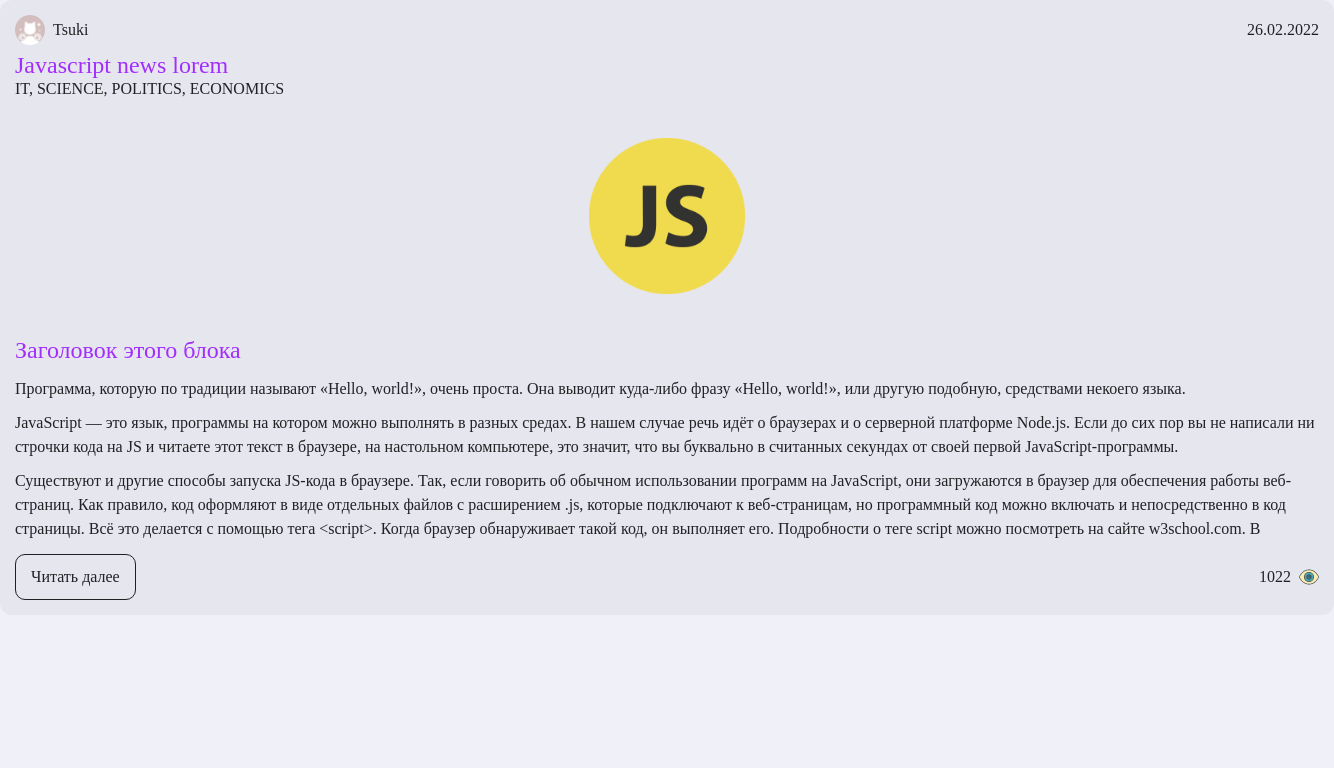 Tsuki
26.02.2022
Javascript news lorem
IT, SCIENCE, POLITICS, ECONOMICS
JS
Заголовок этого блока
Программа, которую по традиции называют «Hello, world!», очень проста. Она выводит куда-либо фразу «Hello, world!», или другую подобную, средствами некоего языка.
JavaScript — это язык, программы на котором можно выполнять в разных средах. В нашем случае речь идёт о браузерах и о серверной платформе Node.js. Если до сих пор вы не написали ни
строчки кода на JS и читаете этот текст в браузере, на настольном компьютере, это значит, что вы буквально в считанных секундах от своей первой JavaScript-программы.
Существуют и другие способы запуска JS-кода в браузере. Так, если говорить об обычном использовании программ на JavaScript, они загружаются в браузер для обеспечения работы веб-
страниц. Как правило, код оформляют в виде отдельных файлов с расширением .js, которые подключают к веб-страницам, но программный код можно включать и непосредственно в код
страницы. Всё это делается с помощью тега <script>. Когда браузер обнаруживает такой код, он выполняет его. Подробности о теге script можно посмотреть на сайте w3school.com. В
Читать далее
1022